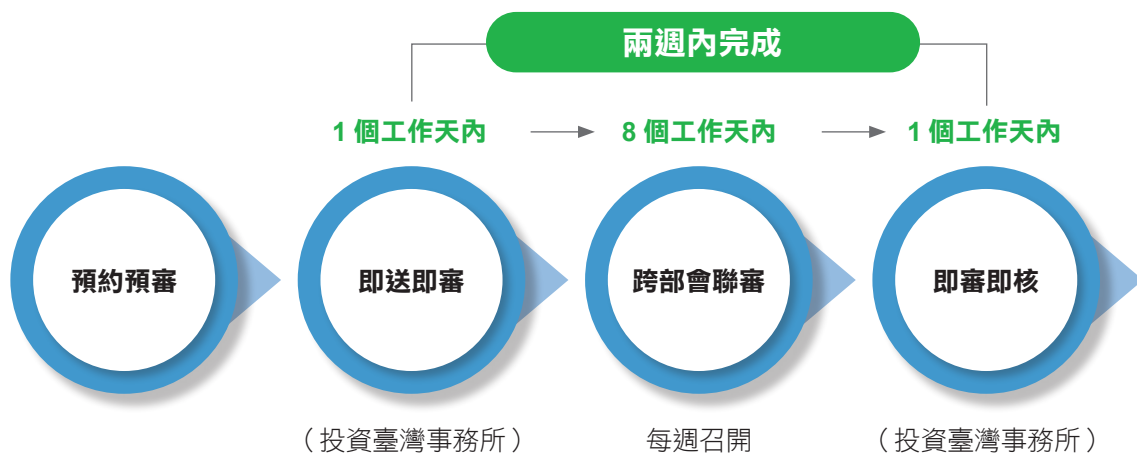 兩週內完成
1 個工作天內
8 個工作天內
1 個工作天內
預約預審
即送即審
跨部會聯審
即審即核
（投資臺灣事務所）
每週召開
（投資臺灣事務所）